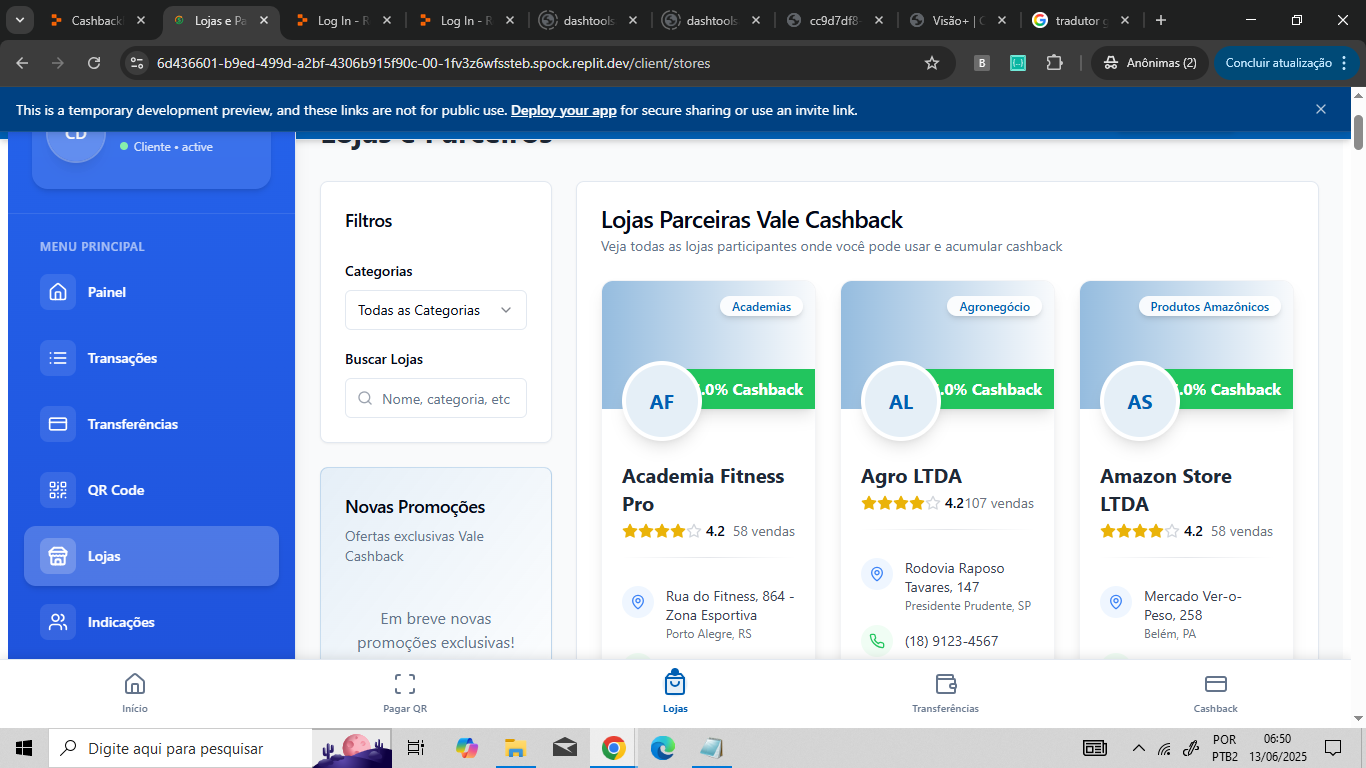 Cashback
Lojas e Pa
Log In - R
Log In - R
dashtools
dashtools
cc9d7df8-
Visão+ | C
tradutor g
6d436601-b9ed-499d-a2bf-4306b915f90c-00-1fv3z6wfssteb.spock.replit.dev/client/stores
B
Anônimas (2)
Concluir atualização
This is a temporary development preview, and these links are not for public use. Deploy your app for secure sharing or use an invite link.
CD
Cliente • active
MENU PRINCIPAL
Painel
Transações
Transferências
QR Code
Lojas
Indicações
Lojas e Parceiros
Filtros
Categorias
Todas as Categorias
Buscar Lojas
Nome, categoria, etc
Novas Promoções
Ofertas exclusivas Vale
Cashback
Em breve novas
promoções exclusivas!
Lojas Parceiras Vale Cashback
Veja todas as lojas participantes onde você pode usar e acumular cashback
Academias
.0% Cashback
AF
Academia Fitness
Pro
4.2 58 vendas
Rua do Fitness, 864 -
Zona Esportiva
Porto Alegre, RS
Agronegócio
.0% Cashback
AL
Agro LTDA
4.2 107 vendas
Rodovia Raposo
Tavares, 147
Presidente Prudente, SP
(18) 9123-4567
Produtos Amazônicos
.0% Cashback
AS
Amazon Store
LTDA
4.2 58 vendas
Mercado Ver-o-
Peso, 258
Belém, PA
Início
Pagar QR
Lojas
Transferências
Cashback
Digite aqui para pesquisar
POR
PTB2
06:50
13/06/2025